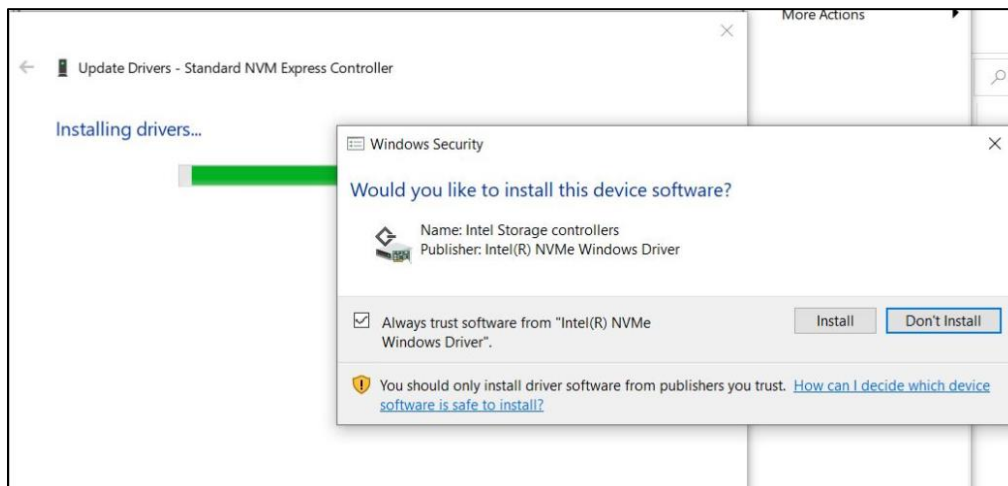 More Actions
Update Drivers - Standard NVM Express Controller
Installing drivers...
Windows Security
Would you like to install this device software?
Name: Intel Storage controllers
Publisher: Intel(R) NVMe Windows Driver
Always trust software from "Intel(R) NVMe
Windows Driver".
Install
Don't Install
You should only install driver software from publishers you trust. How can I decide which device
software is safe to install?